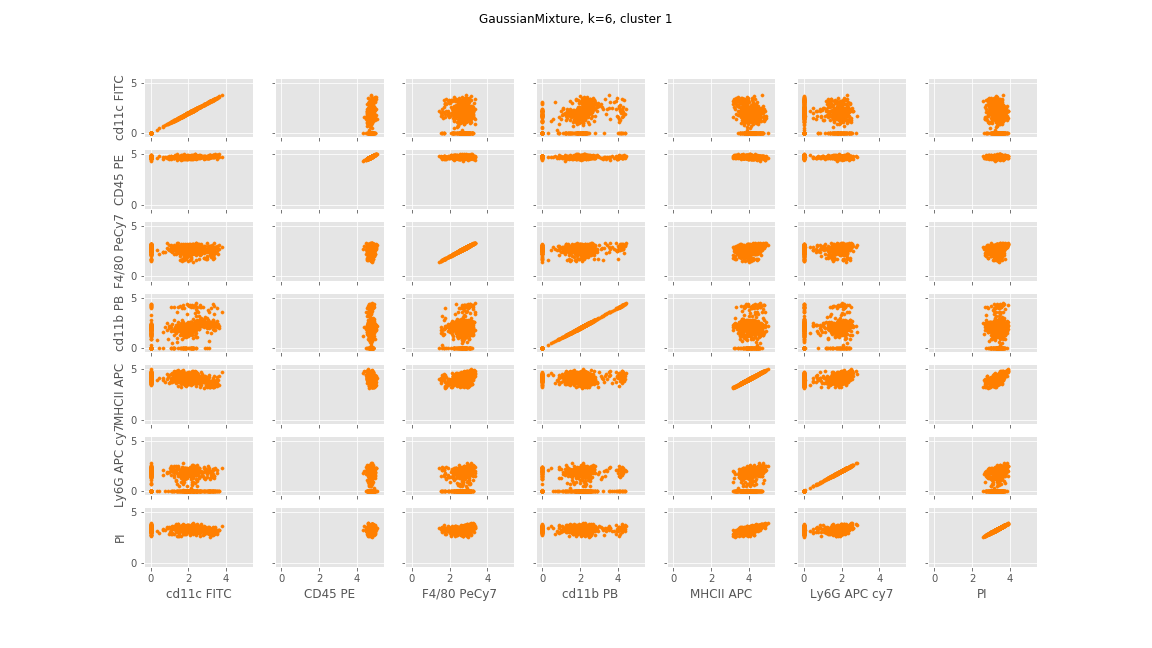 GaussianMixture, k=6, cluster 1
5
0
cd11c FITC
5
0
CD45 PE
5
0
F4/80 PeCy7
5
0
cd11b PB
5
0
MHCII APC
5
0
Ly6G APC cy7
5
0
PI
0 2 4
0 2 4
0 2 4
0 2 4
0 2 4
0 2 4
0 2 4
cd11c FITC
CD45 PE
F4/80 PeCy7
cd11b PB
MHCII APC
Ly6G APC cy7
PI